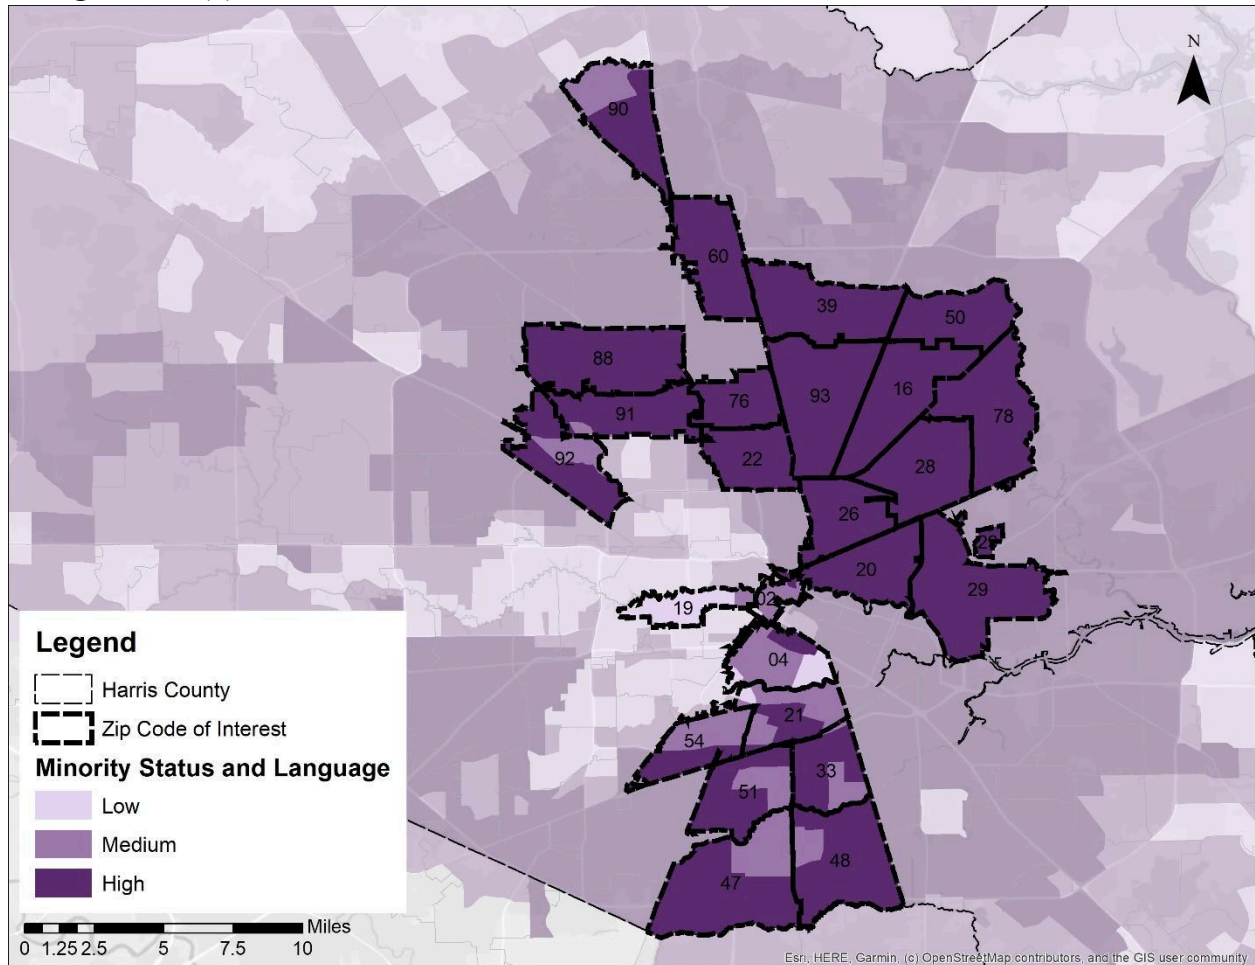 N
90
60
39
50
88
16
76
93
91
78
22
92
28
26
29
20
29
19
02
04
21
54
33
51
48
47
Legend
Harris County
Zip Code of Interest
Minority Status and Language
Low
Medium
High
Miles
0 1.25 2.5 5 7.5 10
Esri, HERE, Garmin, (c) OpenStreetMap contributors, and the GIS user community